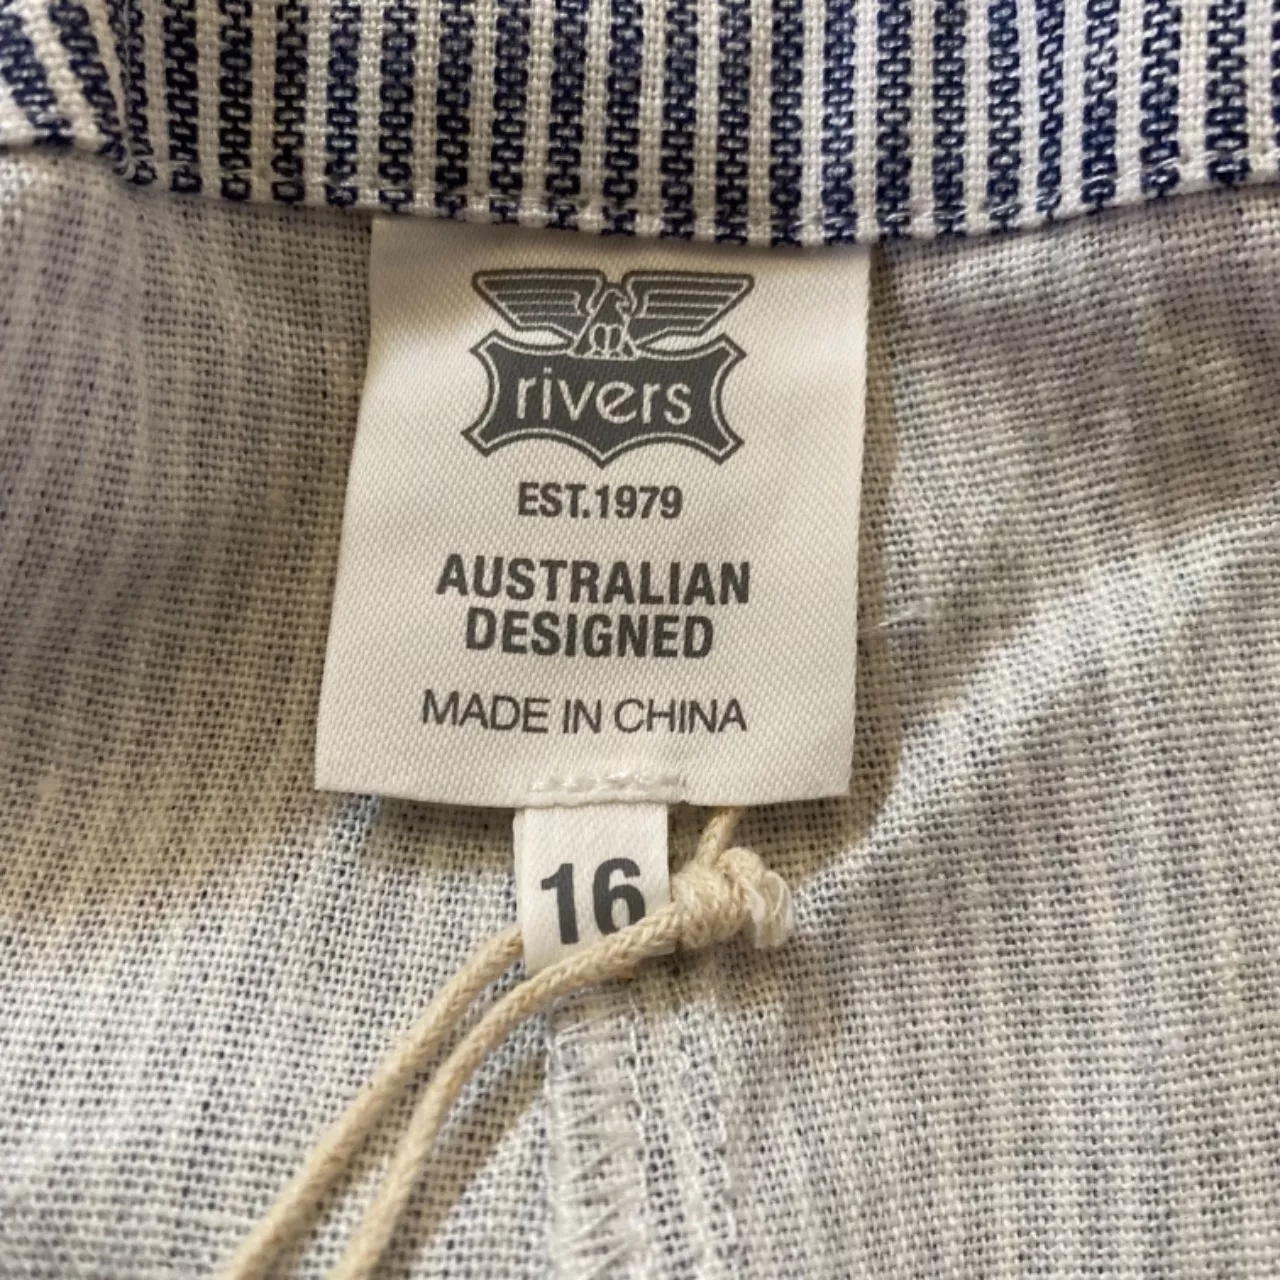 rivers
EST.1979
AUSTRALIAN
DESIGNED
MADE IN CHINA
16